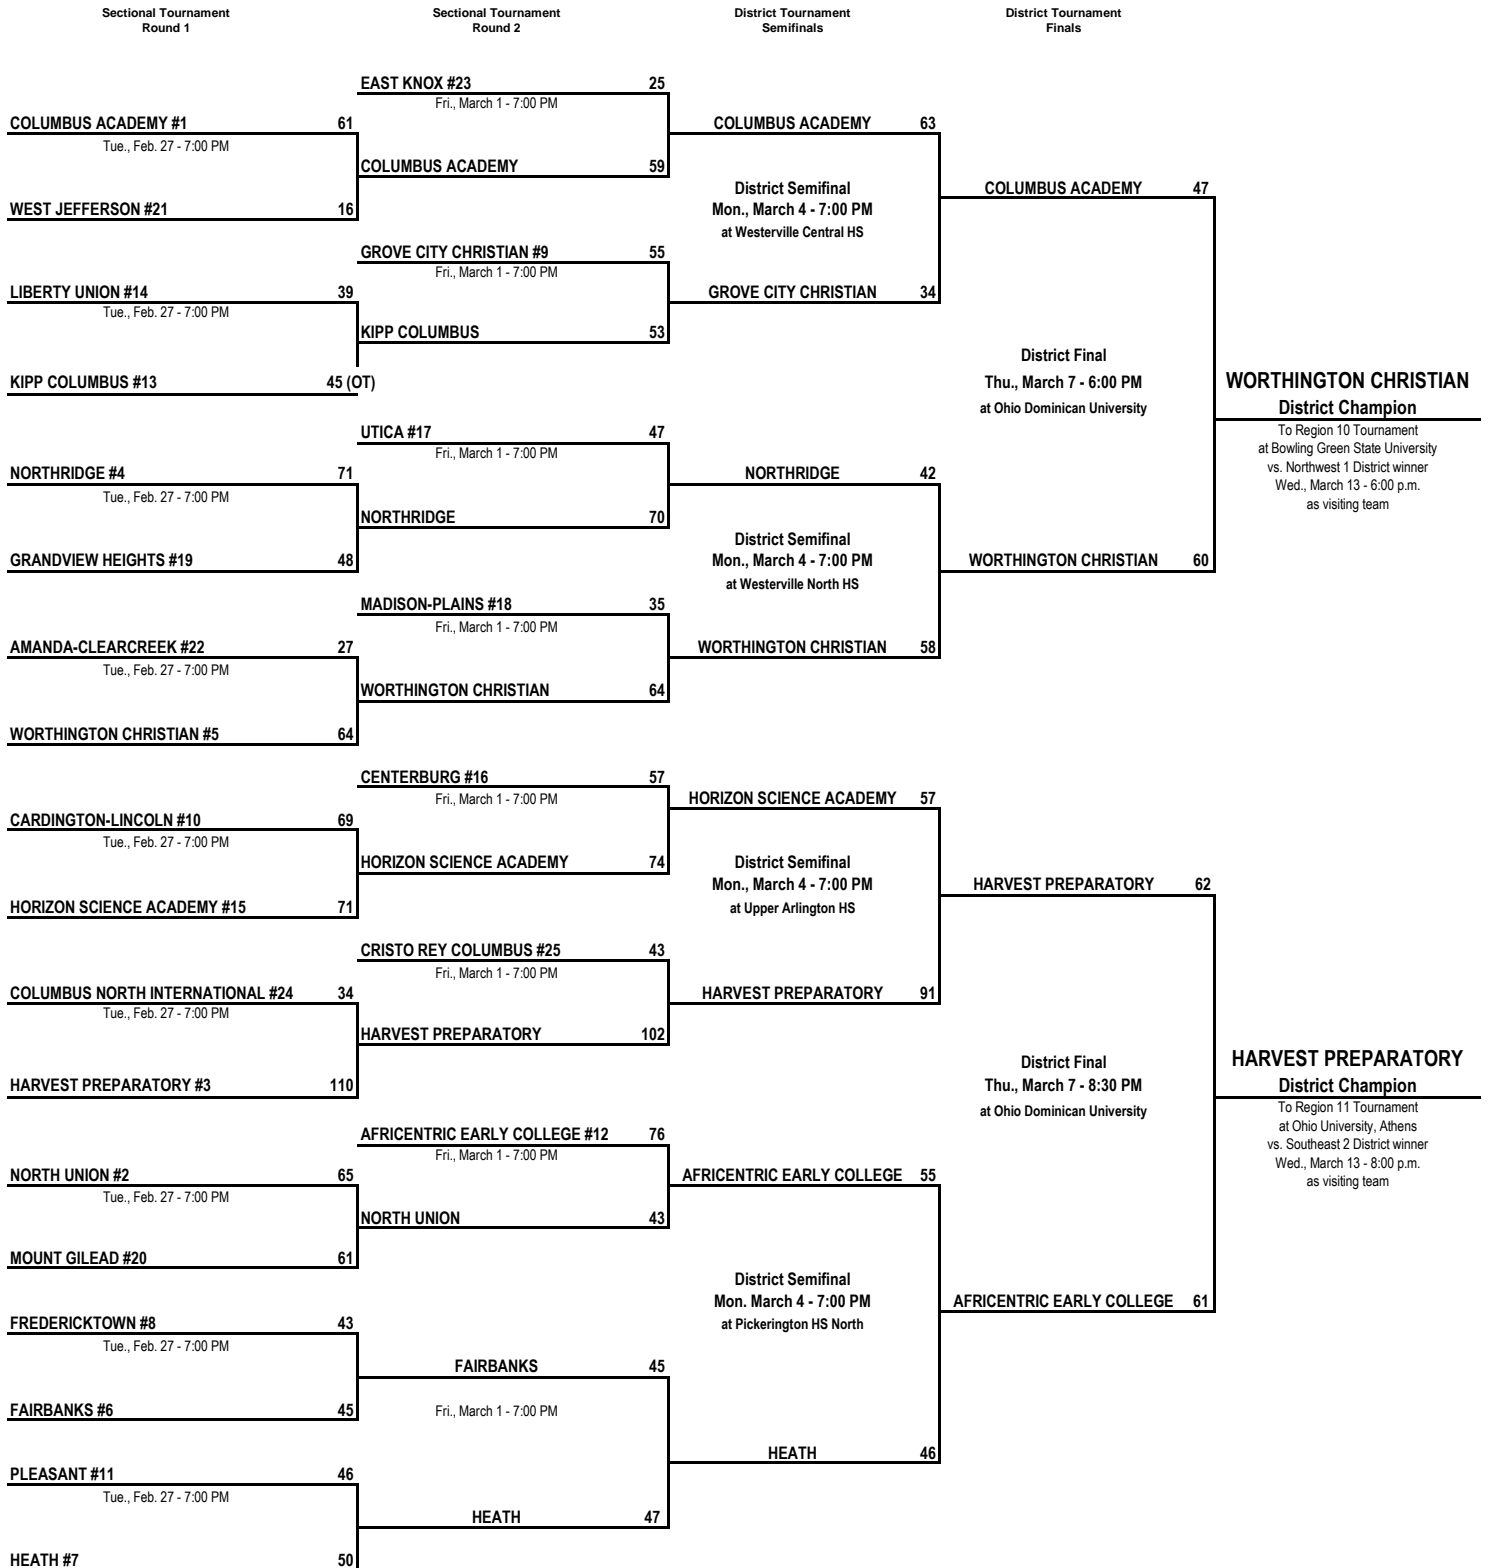 Sectional Tournament
Round 1
Sectional Tournament
Round 2
District Tournament
Semifinals
District Tournament
Finals
EAST KNOX #23 25
Fri., March 1 - 7:00 PM
COLUMBUS ACADEMY #1 61
Tue., Feb. 27 - 7:00 PM
COLUMBUS ACADEMY 63
COLUMBUS ACADEMY 59
WEST JEFFERSON #21 16
District Semifinal
Mon., March 4 - 7:00 PM
at Westerville Central HS
COLUMBUS ACADEMY 47
GROVE CITY CHRISTIAN #9 55
Fri., March 1 - 7:00 PM
LIBERTY UNION #14 39
Tue., Feb. 27 - 7:00 PM
GROVE CITY CHRISTIAN 34
KIPP COLUMBUS 53
KIPP COLUMBUS #13 45 (OT)
District Final
Thu., March 7 - 6:00 PM
at Ohio Dominican University
WORTHINGTON CHRISTIAN
District Champion
To Region 10 Tournament
at Bowling Green State University
vs. Northwest 1 District winner
Wed., March 13 - 6:00 p.m.
as visiting team
UTICA #17 47
Fri., March 1 - 7:00 PM
NORTHRIDGE #4 71
Tue., Feb. 27 - 7:00 PM
NORTHRIDGE 42
NORTHRIDGE 70
GRANDVIEW HEIGHTS #19 48
District Semifinal
Mon., March 4 - 7:00 PM
at Westerville North HS
WORTHINGTON CHRISTIAN 60
MADISON-PLAINS #18 35
Fri., March 1 - 7:00 PM
AMANDA-CLEARCREEK #22 27
Tue., Feb. 27 - 7:00 PM
WORTHINGTON CHRISTIAN 58
WORTHINGTON CHRISTIAN 64
WORTHINGTON CHRISTIAN #5 64
CENTERBURG #16 57
Fri., March 1 - 7:00 PM
HORIZON SCIENCE ACADEMY 57
CARDINGTON-LINCOLN #10 69
Tue., Feb. 27 - 7:00 PM
HORIZON SCIENCE ACADEMY 74
HORIZON SCIENCE ACADEMY #15 71
District Semifinal
Mon., March 4 - 7:00 PM
at Upper Arlington HS
HARVEST PREPARATORY 62
CRISTO REY COLUMBUS #25 43
Fri., March 1 - 7:00 PM
COLUMBUS NORTH INTERNATIONAL #24 34
Tue., Feb. 27 - 7:00 PM
HARVEST PREPARATORY 91
HARVEST PREPARATORY 102
HARVEST PREPARATORY #3 110
District Final
Thu., March 7 - 8:30 PM
at Ohio Dominican University
HARVEST PREPARATORY
District Champion
To Region 11 Tournament
at Ohio University, Athens
vs. Southeast 2 District winner
Wed., March 13 - 8:00 p.m.
as visiting team
AFRICENTRIC EARLY COLLEGE #12 76
Fri., March 1 - 7:00 PM
NORTH UNION #2 65
Tue., Feb. 27 - 7:00 PM
AFRICENTRIC EARLY COLLEGE 55
NORTH UNION 43
MOUNT GILEAD #20 61
District Semifinal
Mon. March 4 - 7:00 PM
at Pickerington HS North
AFRICENTRIC EARLY COLLEGE 61
FREDERICKTOWN #8 43
Tue., Feb. 27 - 7:00 PM
FAIRBANKS 45
FAIRBANKS #6 45
Fri., March 1 - 7:00 PM
HEATH 46
PLEASANT #11 46
Tue., Feb. 27 - 7:00 PM
HEATH 47
HEATH #7 50